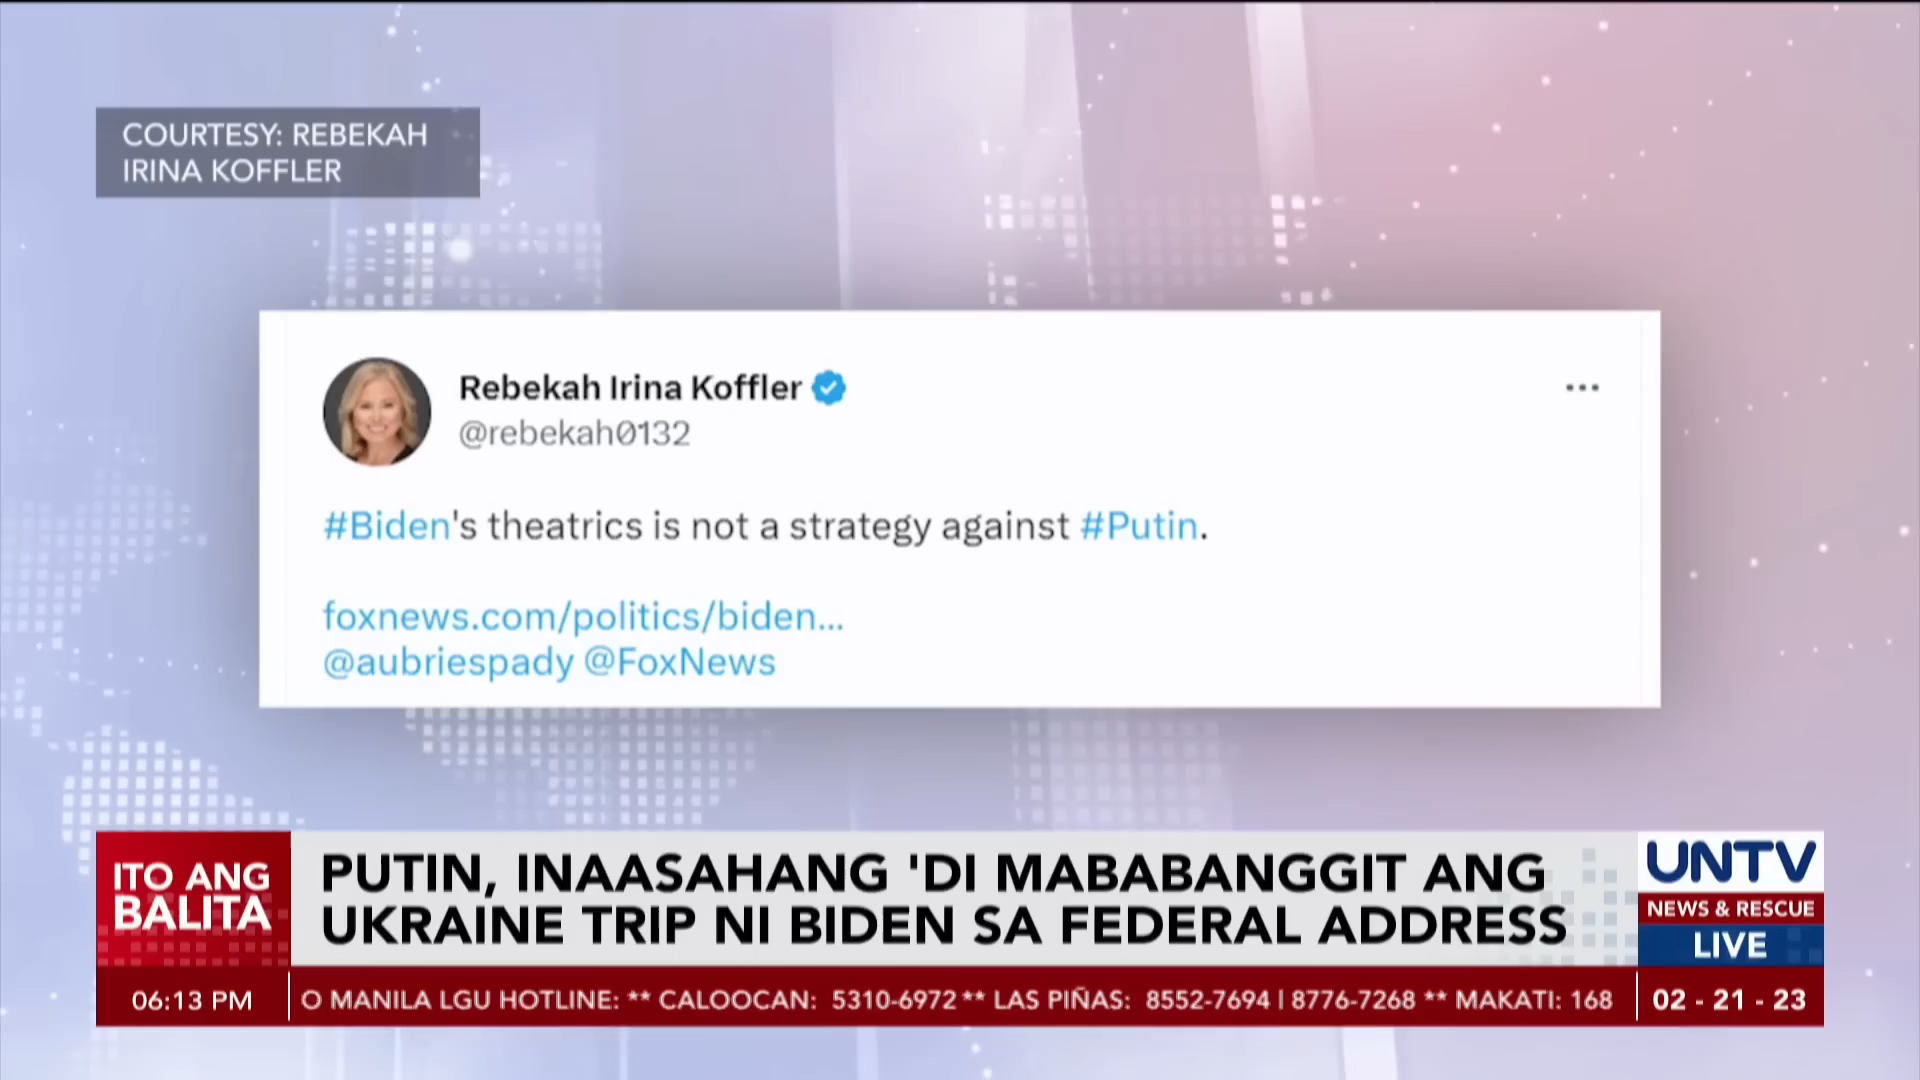 COURTESY: REBEKAH
IRINA KOFFLER
Rebekah Irina Koffler
@rebekah0132
#Biden's theatrics is not a strategy against #Putin.
foxnews.com/politics/biden...
@aubriespady @FoxNews
ITO ANG
BALITA
PUTIN, INAASAHANG 'DI MABABANGGIT ANG
UKRAINE TRIP NI BIDEN SA FEDERAL ADDRESS
UNTV
NEWS & RESCUE
LIVE
06:13 PM
O MANILA LGU HOTLINE: ** CALOOCAN: 5310-6972 ** LAS PIÑAS: 8552-7694 | 8776-7268 ** MAKATI: 168
02 - 21 - 23